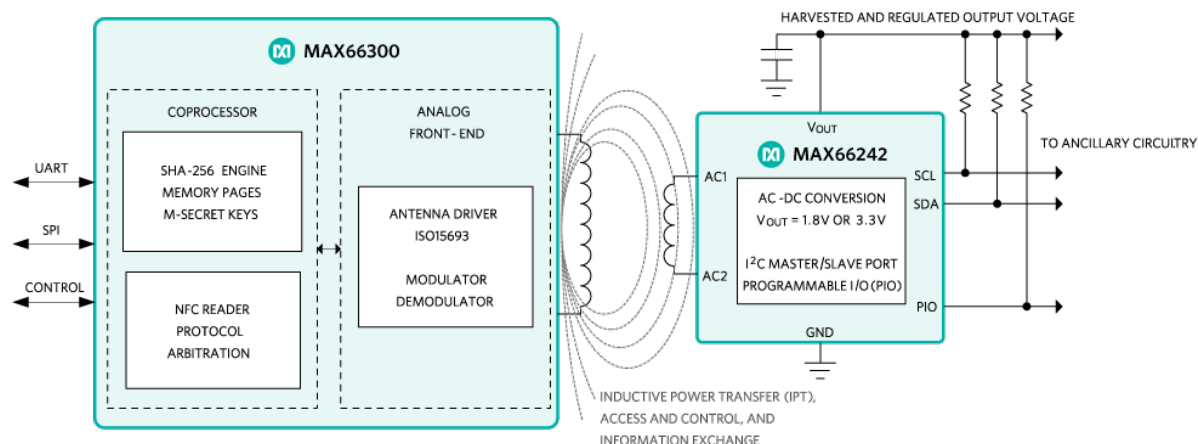 HARVESTED AND REGULATED OUTPUT VOLTAGE
MAX66300
COPROCESSOR
ANALOG
FRONT-END
SHA-256 ENGINE
MEMORY PAGES
M-SECRET KEYS
NFC READER
PROTOCOL
ARBITRATION
ANTENNA DRIVER
ISO15693
MODULATOR
DEMODULATOR
UART
SPI
CONTROL
VOUT
MAX66242
AC1
AC2
AC-DC CONVERSION
VOUT = 1.8V OR 3.3V
I²C MASTER/SLAVE PORT
PROGRAMMABLE I/O (PIO)
SCL
SDA
PIO
GND
TO ANCILLARY CIRCUITRY
INDUCTIVE POWER TRANSFER (IPT),
ACCESS AND CONTROL, AND
INFORMATION EXCHANGE